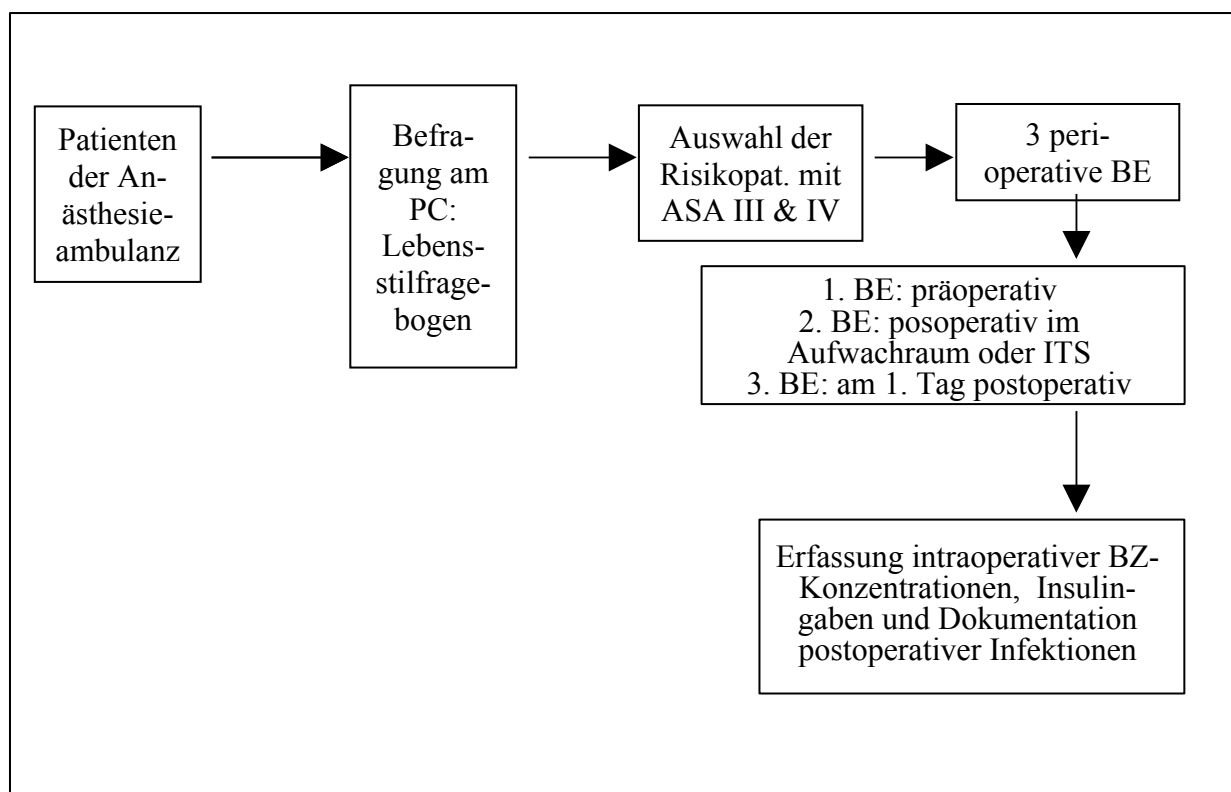 Patienten
der An-
ästhesie-
ambulanz
Befra-
gung am
PC:
Lebens-
stilfrage-
bogen
Auswahl der
Risikopat. mit
ASA III & IV
3 peri-
operative BE
1. BE: präoperativ
2. BE: posoperativ im
Aufwachraum oder ITS
3. BE: am 1. Tag postoperativ
Erfassung intraoperativer BZ-
Konzentrationen, Insulin-
gaben und Dokumentation
postoperativer Infektionen